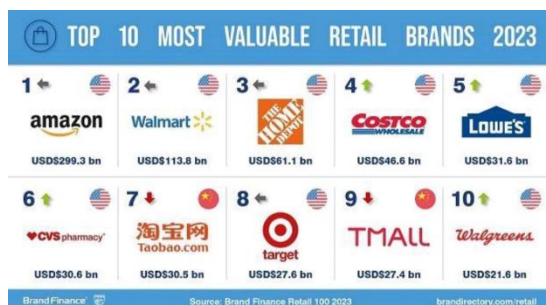 TOP 10 MOST VALUABLE RETAIL BRANDS 2023
1
amazon
USD$299.3 bn
2
Walmart
USD$113.8 bn
3
THE HOME DEPOT
USD$61.1 bn
4
COSTCO
WHOLESALE
USD$46.6 bn
5
LOWE'S
USD$31.6 bn
6
CVS pharmacy
USD$30.6 bn
7
淘宝网
Taobao.com
USD$30.5 bn
8
target
USD$27.6 bn
9
TMALL
USD$27.4 bn
10
Walgreens
USD$21.6 bn
Brand Finance®
Source: Brand Finance Retail 100 2023
brandirectory.com/retail